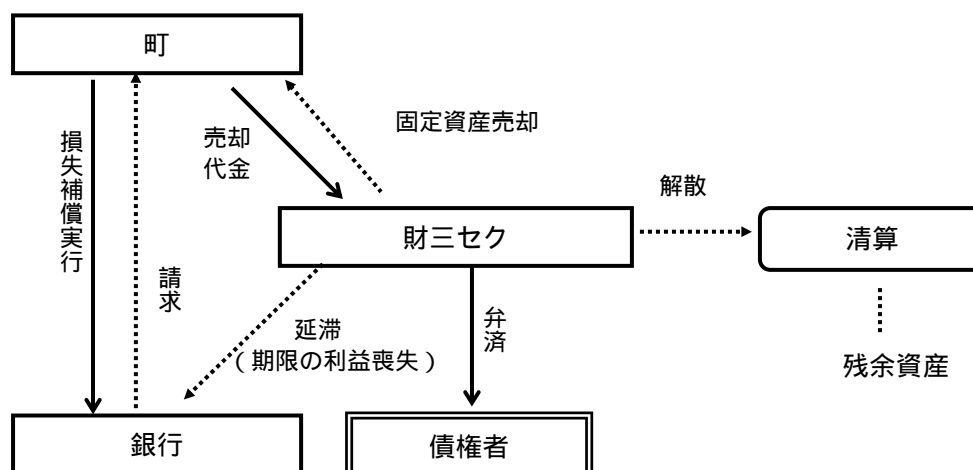 町
損失補償実行
請求
売却
代金
固定資産売却
財三セク
解散
清算
延滞
（期限の利益喪失）
弁済
残余資産
銀行
債権者